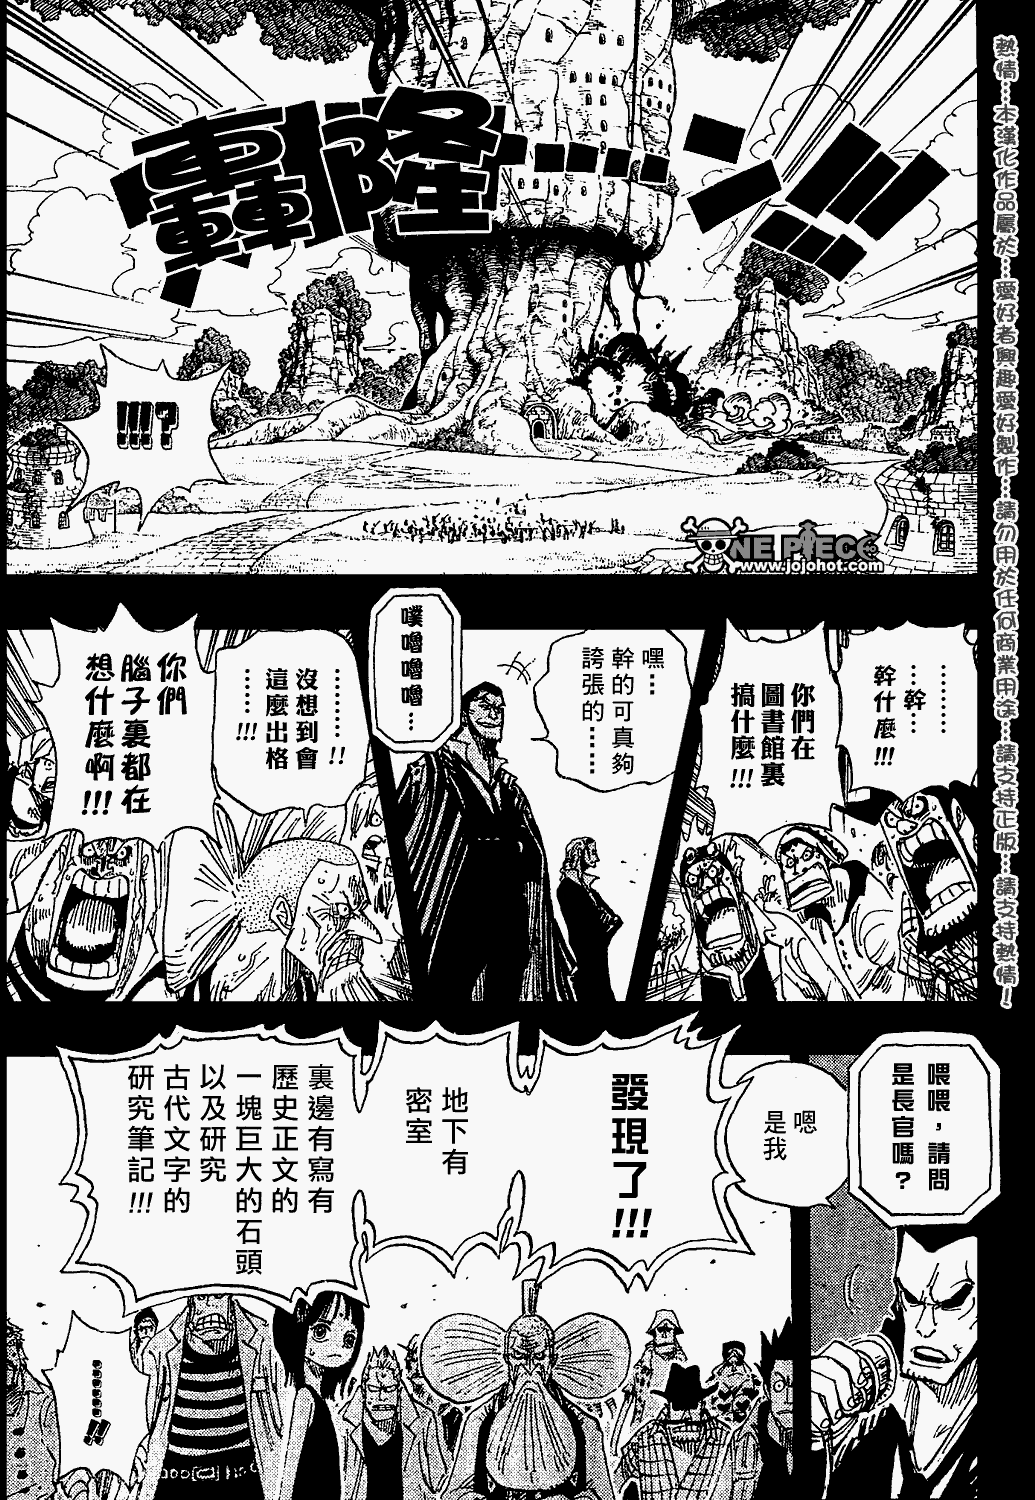 熱情…本漢化作品屬於…愛好者興趣愛好製作…請勿用於任何商業用途…請支持正版…請支持熱情！
轟隆……ーー!!!
!!!?
ONE PIECE
www.jojohot.com
………
…幹…
幹什麼!!!
你們在
圖書館裏
搞什麼!!!
嘿…
幹的可真夠
誇張的……
噗嚕嚕嚕…
………!!
沒想到會
這麼出格
……!!!
你們
腦子裏都在
想什麼啊!!!
喂喂，請問
是長官嗎？
嗯
是我
發現了!!!
地下有
密室
裏邊有寫有
歷史正文的
一塊巨大的石頭
以及研究
古代文字的
研究筆記!!!
………!!